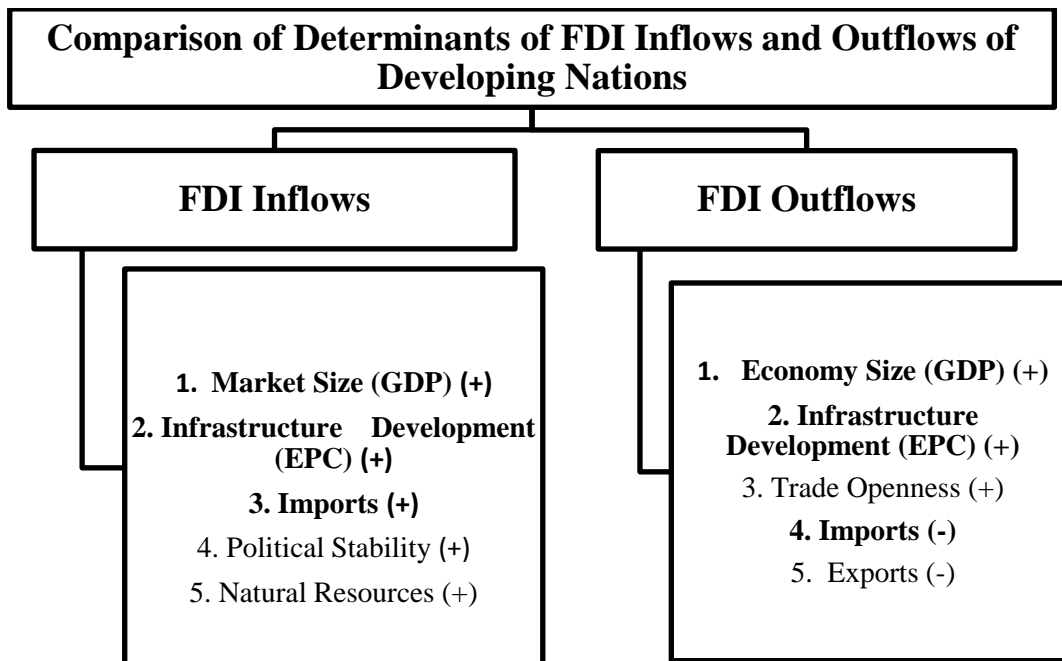 Comparison of Determinants of FDI Inflows and Outflows of
Developing Nations
FDI Inflows
1. Market Size (GDP) (+)
2. Infrastructure Development
(EPC) (+)
3. Imports (+)
4. Political Stability (+)
5. Natural Resources (+)
FDI Outflows
1. Economy Size (GDP) (+)
2. Infrastructure
Development (EPC) (+)
3. Trade Openness (+)
4. Imports (-)
5. Exports (-)